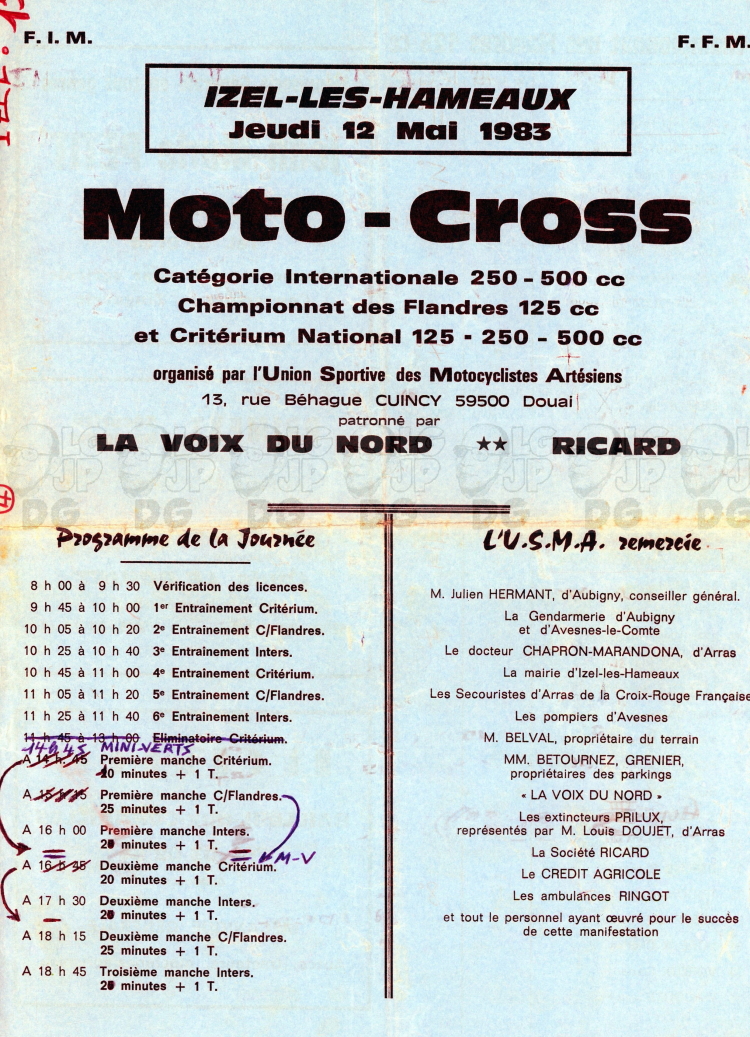 F. I. M.
F. F. M.
IZEL-LES-HAMEAUX
Jeudi 12 Mai 1983
Moto - Cross
Catégorie Internationale 250 - 500 cc
Championnat des Flandres 125 cc
et Critérium National 125 - 250 - 500 cc
organisé par l'Union Sportive des Motocyclistes Artésiens
13, rue Béhague CUINCY 59500 Douai
patronné par
LA VOIX DU NORD ★★ RICARD
Programme de la Journée
8 h 00 à 9 h 30 Vérification des licences.
9 h 45 à 10 h 00 1er Entrainement Critérium.
10 h 05 à 10 h 20 2e Entrainement C/Flandres.
10 h 25 à 10 h 40 3e Entrainement Inters.
10 h 45 à 11 h 00 4e Entrainement Critérium.
11 h 05 à 11 h 20 5e Entrainement C/Flandres.
11 h 25 à 11 h 40 6e Entrainement Inters.
11 h 45 à 13 h 00 Eliminatoire Critérium.
14h45 MINI-VERTS
A Première manche Critérium.
minutes + 1 T.
A Première manche C/Flandres.
25 minutes + 1 T.
A 16 h 00 Première manche Inters.
minutes + 1 T.
M-V
A 16 h 45 Deuxième manche Critérium.
20 minutes + 1 T.
A 17 h 30 Deuxième manche Inters.
minutes + 1 T.
A 18 h 15 Deuxième manche C/Flandres.
25 minutes + 1 T.
A 18 h 45 Troisième manche Inters.
minutes + 1 T.
L'U.S.M.A. remercie
M. Julien HERMANT, d'Aubigny, conseiller général.
La Gendarmerie d'Aubigny
et d'Avesnes-le-Comte
Le docteur CHAPRON-MARANDONA, d'Arras
La mairie d'Izel-les-Hameaux
Les Secouristes d'Arras de la Croix-Rouge Française
Les pompiers d'Avesnes
M. BELVAL, propriétaire du terrain
MM. BETOURNEZ, GRENIER,
propriétaires des parkings
« LA VOIX DU NORD »
Les extincteurs PRILUX,
représentés par M. Louis DOUJET, d'Arras
La Société RICARD
Le CREDIT AGRICOLE
Les ambulances RINGOT
et tout le personnel ayant œuvré pour le succès
de cette manifestation
LG
JP
DG